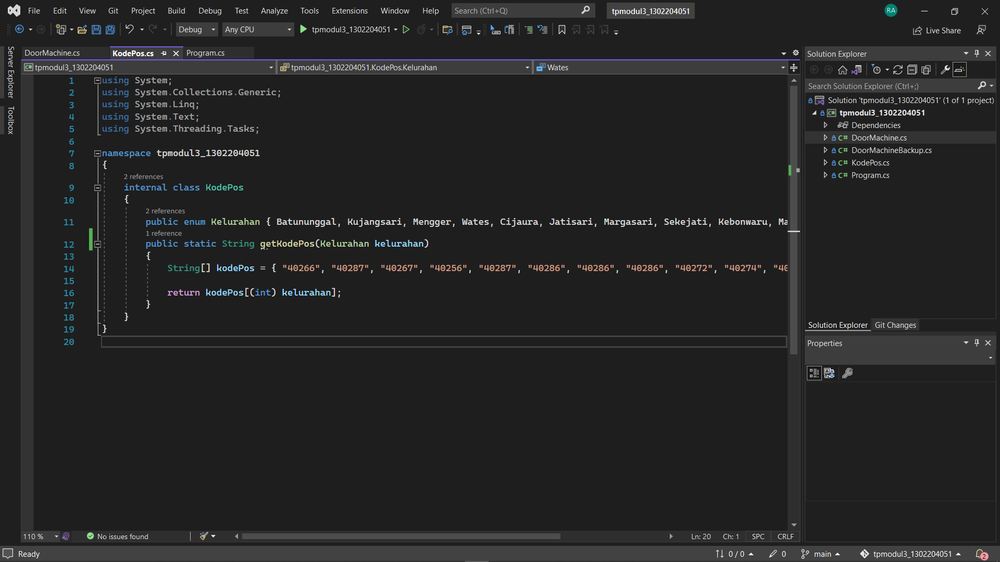 File Edit View Git Project Build Debug Test Analyze Tools Extensions Window Help Search (Ctrl+Q) tpmodul3_1302204051 RA
Debug Any CPU tpmodul3_1302204051 Live Share
Server Explorer
Toolbox
DoorMachine.cs KodePos.cs Program.cs
tpmodul3_1302204051 tpmodul3_1302204051.KodePos.Kelurahan Wates
1 using System;
2 using System.Collections.Generic;
3 using System.Linq;
4 using System.Text;
5 using System.Threading.Tasks;
6
7 namespace tpmodul3_1302204051
8 {
2 references
9 internal class KodePos
10 {
2 references
11 public enum Kelurahan { Batununggal, Kujangsari, Mengger, Wates, Cijaura, Jatisari, Margasari, Sekejati, Kebonwaru, Ma
1 reference
12 public static String getKodePos(Kelurahan kelurahan)
13 {
14 String[] kodePos = { "40266", "40287", "40267", "40256", "40287", "40286", "40286", "40286", "40272", "40274", "40
15
16 return kodePos[(int) kelurahan];
17 }
18 }
19 }
20
110 % No issues found Ln: 20 Ch: 1 SPC CRLF
Solution Explorer
Search Solution Explorer (Ctrl+;)
Solution 'tpmodul3_1302204051' (1 of 1 project)
C# tpmodul3_1302204051
Dependencies
C# DoorMachine.cs
C# DoorMachineBackup.cs
C# KodePos.cs
C# Program.cs
Solution Explorer Git Changes
Properties
Ready 0 / 0 0 main tpmodul3_1302204051 2